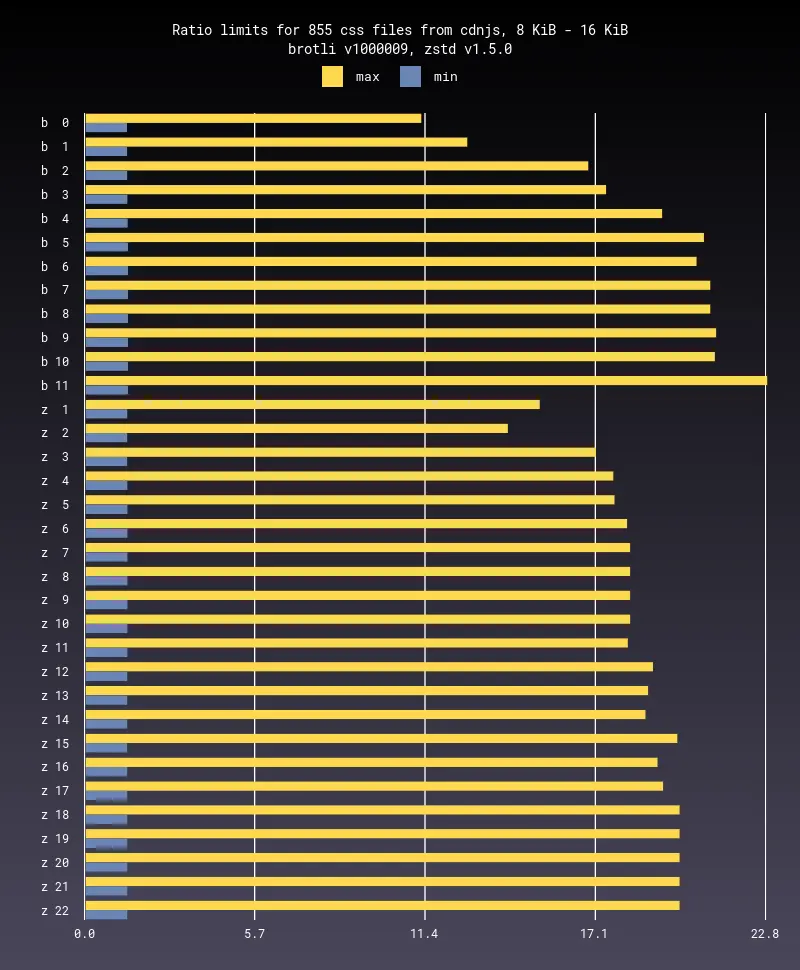 Ratio limits for 855 css files from cdnjs, 8 KiB - 16 KiB
brotli v1000009, zstd v1.5.0
max min
b 0
b 1
b 2
b 3
b 4
b 5
b 6
b 7
b 8
b 9
b 10
b 11
z 1
z 2
z 3
z 4
z 5
z 6
z 7
z 8
z 9
z 10
z 11
z 12
z 13
z 14
z 15
z 16
z 17
z 18
z 19
z 20
z 21
z 22
0.0 5.7 11.4 17.1 22.8